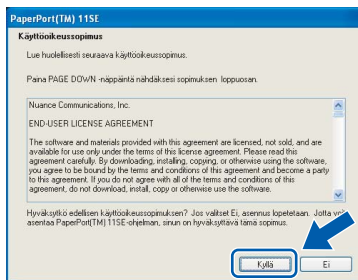 PaperPort(TM) 11SE
Käyttöoikeussopimus
Lue huolellisesti seuraava käyttöoikeussopimus.
Paina PAGE DOWN -näppäintä nähdäksesi sopimuksen loppuosan.
Nuance Communications, Inc.
END-USER LICENSE AGREEMENT
The software and materials provided with this agreement are licensed, not sold, and are
available for use only under the terms of this license agreement. Please read this
agreement carefully. By downloading, installing, copying, or otherwise using the software,
you agree to be bound by the terms and conditions of this agreement and become a party
to this agreement. If you do not agree with all of the terms and conditions of this
agreement, do not download, install, copy or otherwise use the software.
Hyväksytkö edellisen käyttöoikeussopimuksen? Jos valitset Ei, asennus lopetetaan. Jotta
asentaa PaperPort(TM) 11SE-ohjelman, sinun on hyväksyttävä tämä sopimus.
Kyllä
Ei